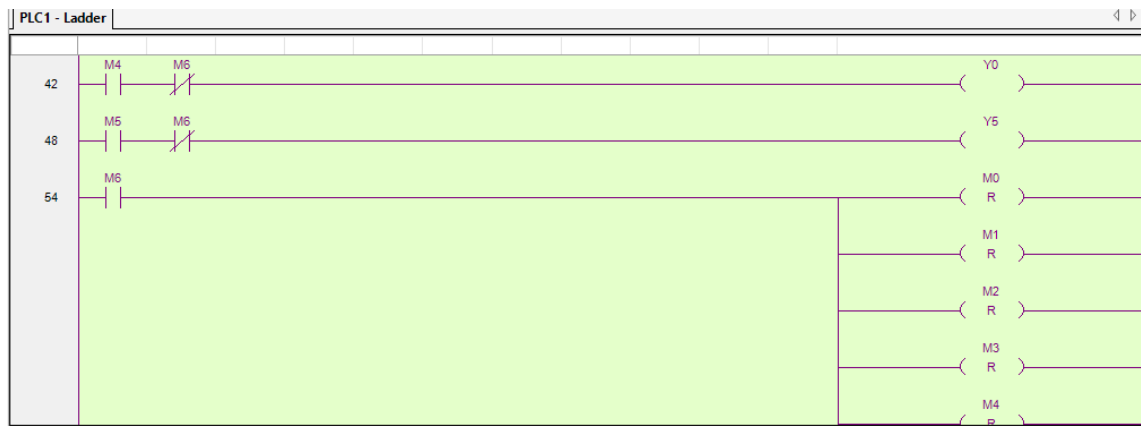 PLC1 - Ladder
M4 M6 Y0
42
M5 M6 Y5
48
M6 M0
54 R
M1
R
M2
R
M3
R
M4
R